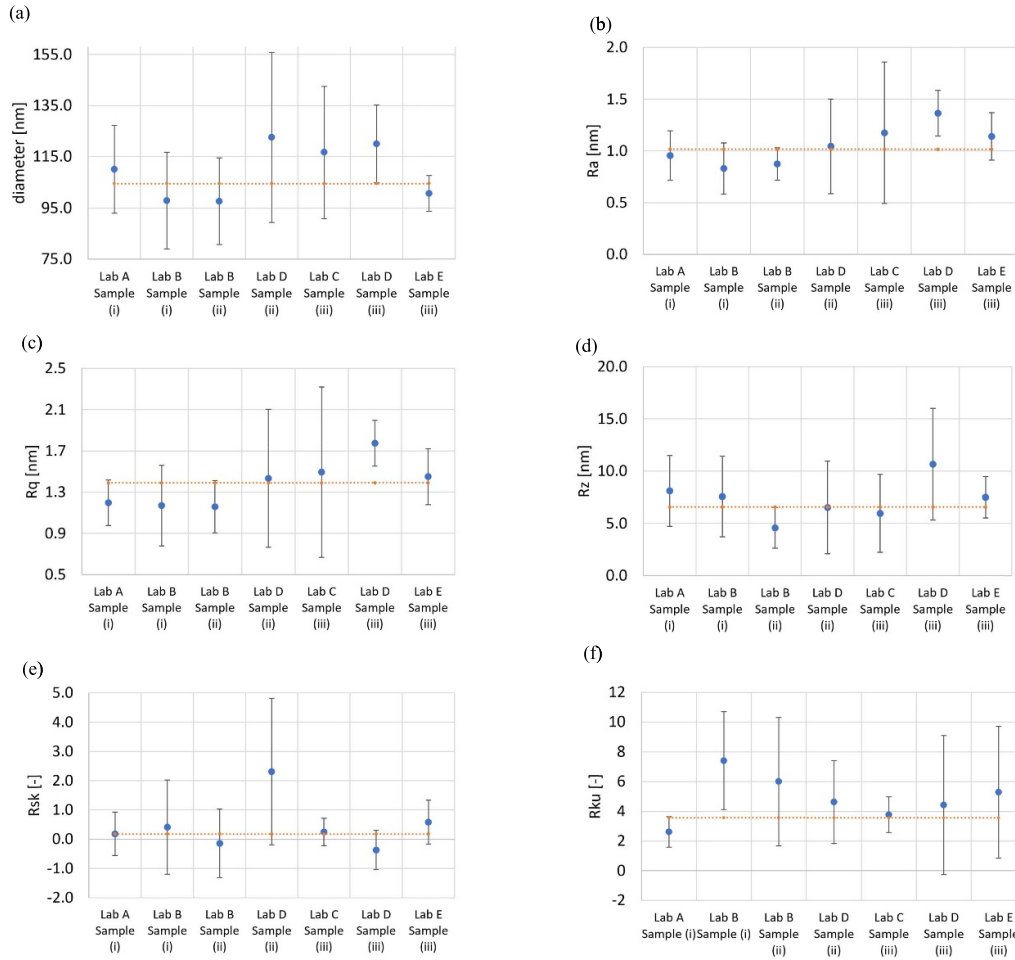 (a)
155.0
135.0
115.0
95.0
75.0
diameter [nm]
Lab A Lab B Lab B Lab D Lab C Lab D Lab E
Sample Sample Sample Sample Sample Sample Sample
(i) (i) (ii) (ii) (iii) (iii) (iii)
(b)
2.0
1.5
1.0
0.5
0.0
Ra [nm]
Lab A Lab B Lab B Lab D Lab C Lab D Lab E
Sample Sample Sample Sample Sample Sample Sample
(i) (i) (ii) (ii) (iii) (iii) (iii)
(c)
2.5
2.1
1.7
1.3
0.9
0.5
Rq [nm]
Lab A Lab B Lab B Lab D Lab C Lab D Lab E
Sample Sample Sample Sample Sample Sample Sample
(i) (i) (ii) (ii) (iii) (iii) (iii)
(d)
20.0
15.0
10.0
5.0
0.0
Rz [nm]
Lab A Lab B Lab B Lab D Lab C Lab D Lab E
Sample Sample Sample Sample Sample Sample Sample
(i) (i) (ii) (ii) (iii) (iii) (iii)
(e)
5.0
4.0
3.0
2.0
1.0
0.0
-1.0
-2.0
Rsk [-]
Lab A Lab B Lab B Lab D Lab C Lab D Lab E
Sample Sample Sample Sample Sample Sample Sample
(i) (i) (ii) (ii) (iii) (iii) (iii)
(f)
12
10
8
6
4
2
0
-2
Rku [-]
Lab A Lab B Lab B Lab D Lab C Lab D Lab E
Sample (i) Sample (i) Sample Sample Sample Sample Sample
(ii) (ii) (iii) (iii) (iii)